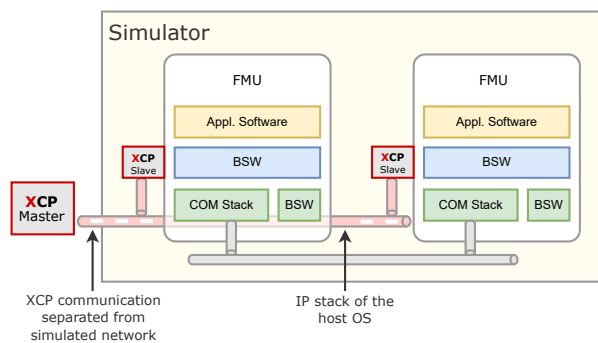 Simulator
FMU
Appl. Software
BSW
COM Stack
BSW
XCP
Slave
FMU
Appl. Software
BSW
COM Stack
BSW
XCP
Slave
XCP
Master
XCP communication
separated from
simulated network
IP stack of the
host OS